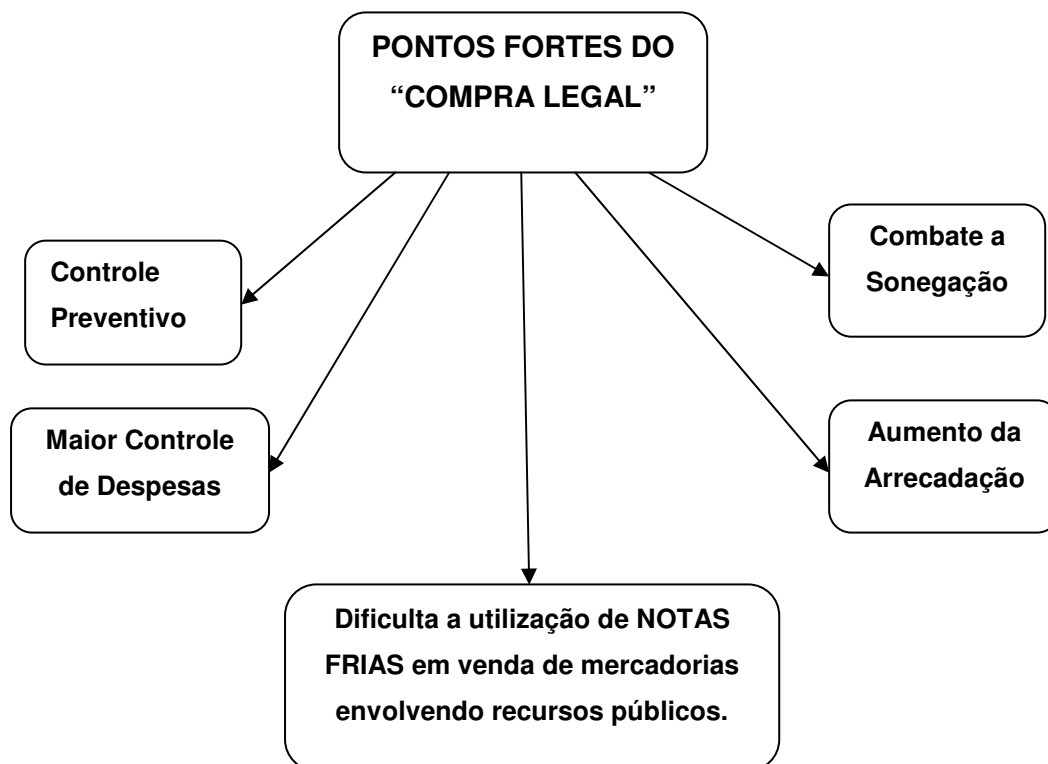 PONTOS FORTES DO
“COMPRA LEGAL”
Controle
Preventivo
Combate a
Sonegação
Maior Controle
de Despesas
Aumento da
Arrecadação
Dificulta a utilização de NOTAS
FRIAS em venda de mercadorias
envolvendo recursos públicos.